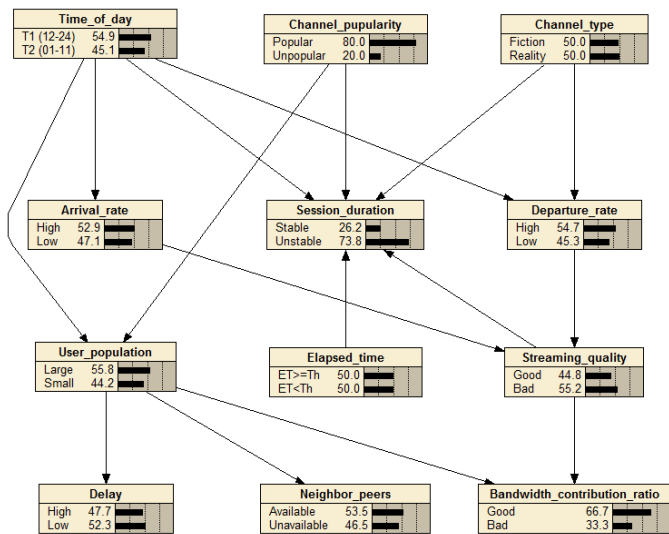 Time_of_day
T1 (12-24) 54.9
T2 (01-11) 45.1
Channel_pupularity
Popular 80.0
Unpopular 20.0
Channel_type
Fiction 50.0
Reality 50.0
Arrival_rate
High 52.9
Low 47.1
Session_duration
Stable 26.2
Unstable 73.8
Departure_rate
High 54.7
Low 45.3
User_population
Large 55.8
Small 44.2
Elapsed_time
ET>=Th 50.0
ET<Th 50.0
Streaming_quality
Good 44.8
Bad 55.2
Delay
High 47.7
Low 52.3
Neighbor_peers
Available 53.5
Unavailable 46.5
Bandwidth_contribution_ratio
Good 66.7
Bad 33.3